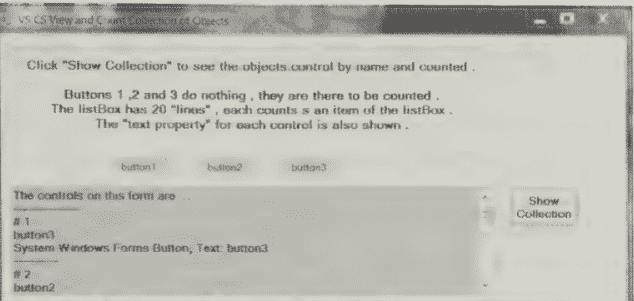 VS CS View and Count Collection of Objects
Click "Show Collection" to see the objects.control by name and counted .
Buttons 1 ,2 and 3 do nothing , they are there to be counted .
The listBox has 20 "lines" , each counts s an item of the listBox .
The "text property" for each control is also shown .
button1 button2 button3
The controls on this form are ...
# 1
button3
System Windows Forms Button, Text: button3
# 2
button2
Show
Collection